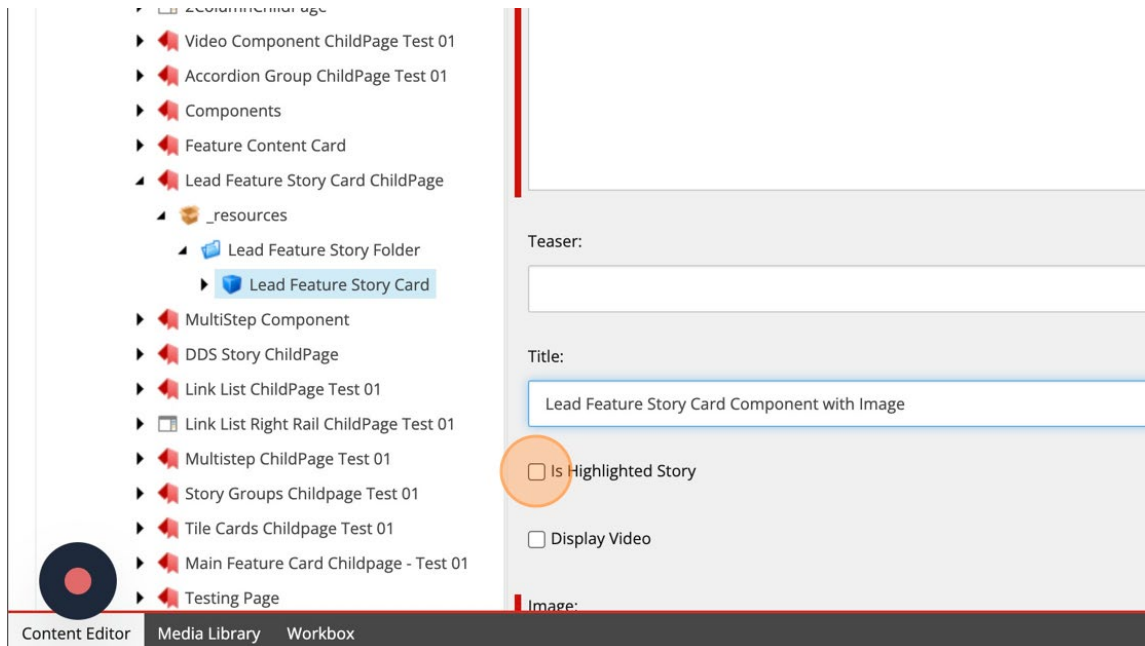 2ColumnChildPage
Video Component ChildPage Test 01
Accordion Group ChildPage Test 01
Components
Feature Content Card
Lead Feature Story Card ChildPage
_resources
Lead Feature Story Folder
Lead Feature Story Card
MultiStep Component
DDS Story ChildPage
Link List ChildPage Test 01
Link List Right Rail ChildPage Test 01
Multistep ChildPage Test 01
Story Groups Childpage Test 01
Tile Cards Childpage Test 01
Main Feature Card Childpage - Test 01
Testing Page
Teaser:
Title:
Lead Feature Story Card Component with Image
Is Highlighted Story
Display Video
Image:
Content Editor Media Library Workbox